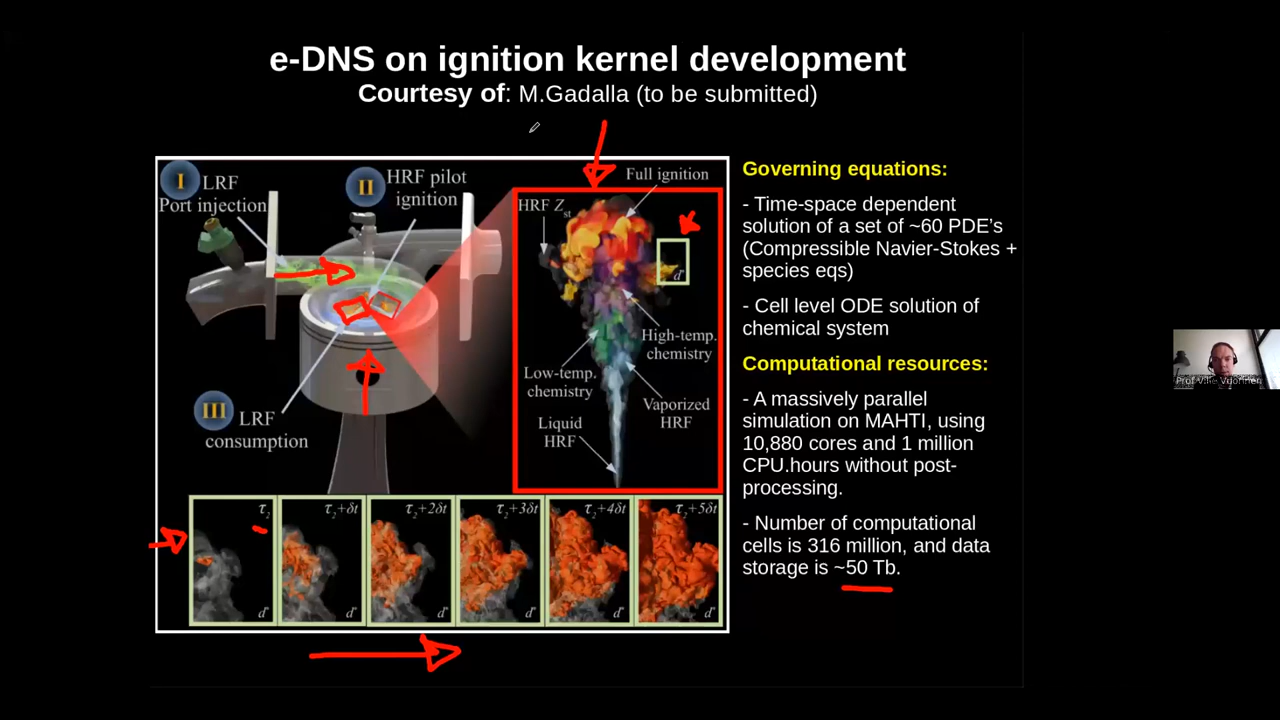 e-DNS on ignition kernel development
Courtesy of: M.Gadalla (to be submitted)
I LRF
Port injection
II HRF pilot
ignition
III LRF
consumption
Full ignition
HRF Zst
d"
High-temp.
chemistry
Low-temp.
chemistry
Vaporized
HRF
Liquid
HRF
τ2
τ2+δt
τ2+2δt
τ2+3δt
τ2+4δt
τ2+5δt
d"
d"
d"
d"
d"
d"
Governing equations:
- Time-space dependent
solution of a set of ~60 PDE’s
(Compressible Navier-Stokes +
species eqs)
- Cell level ODE solution of
chemical system
Computational resources:
- A massively parallel
simulation on MAHTI, using
10,880 cores and 1 million
CPU.hours without post-
processing.
- Number of computational
cells is 316 million, and data
storage is ~50 Tb.
Prof Ville Vuorinen